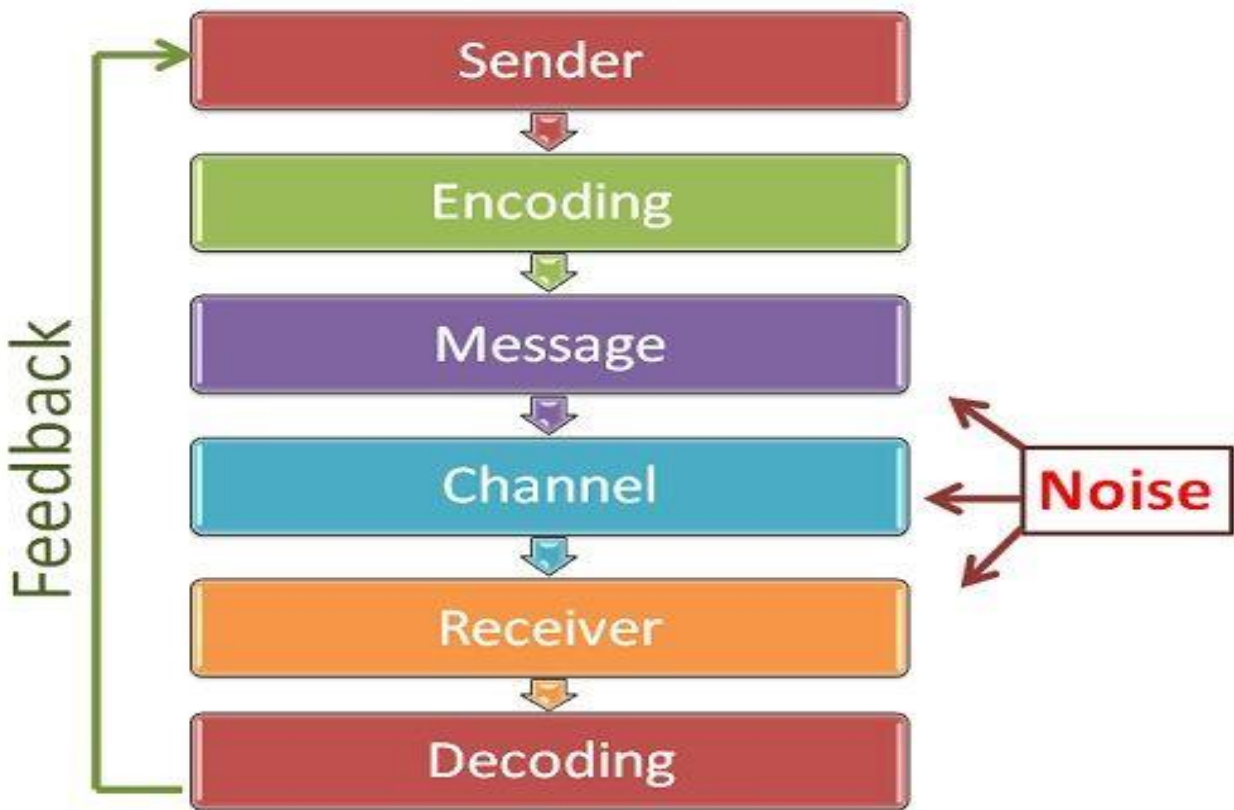 Sender
Encoding
Message
Channel
Receiver
Decoding
Feedback
Noise